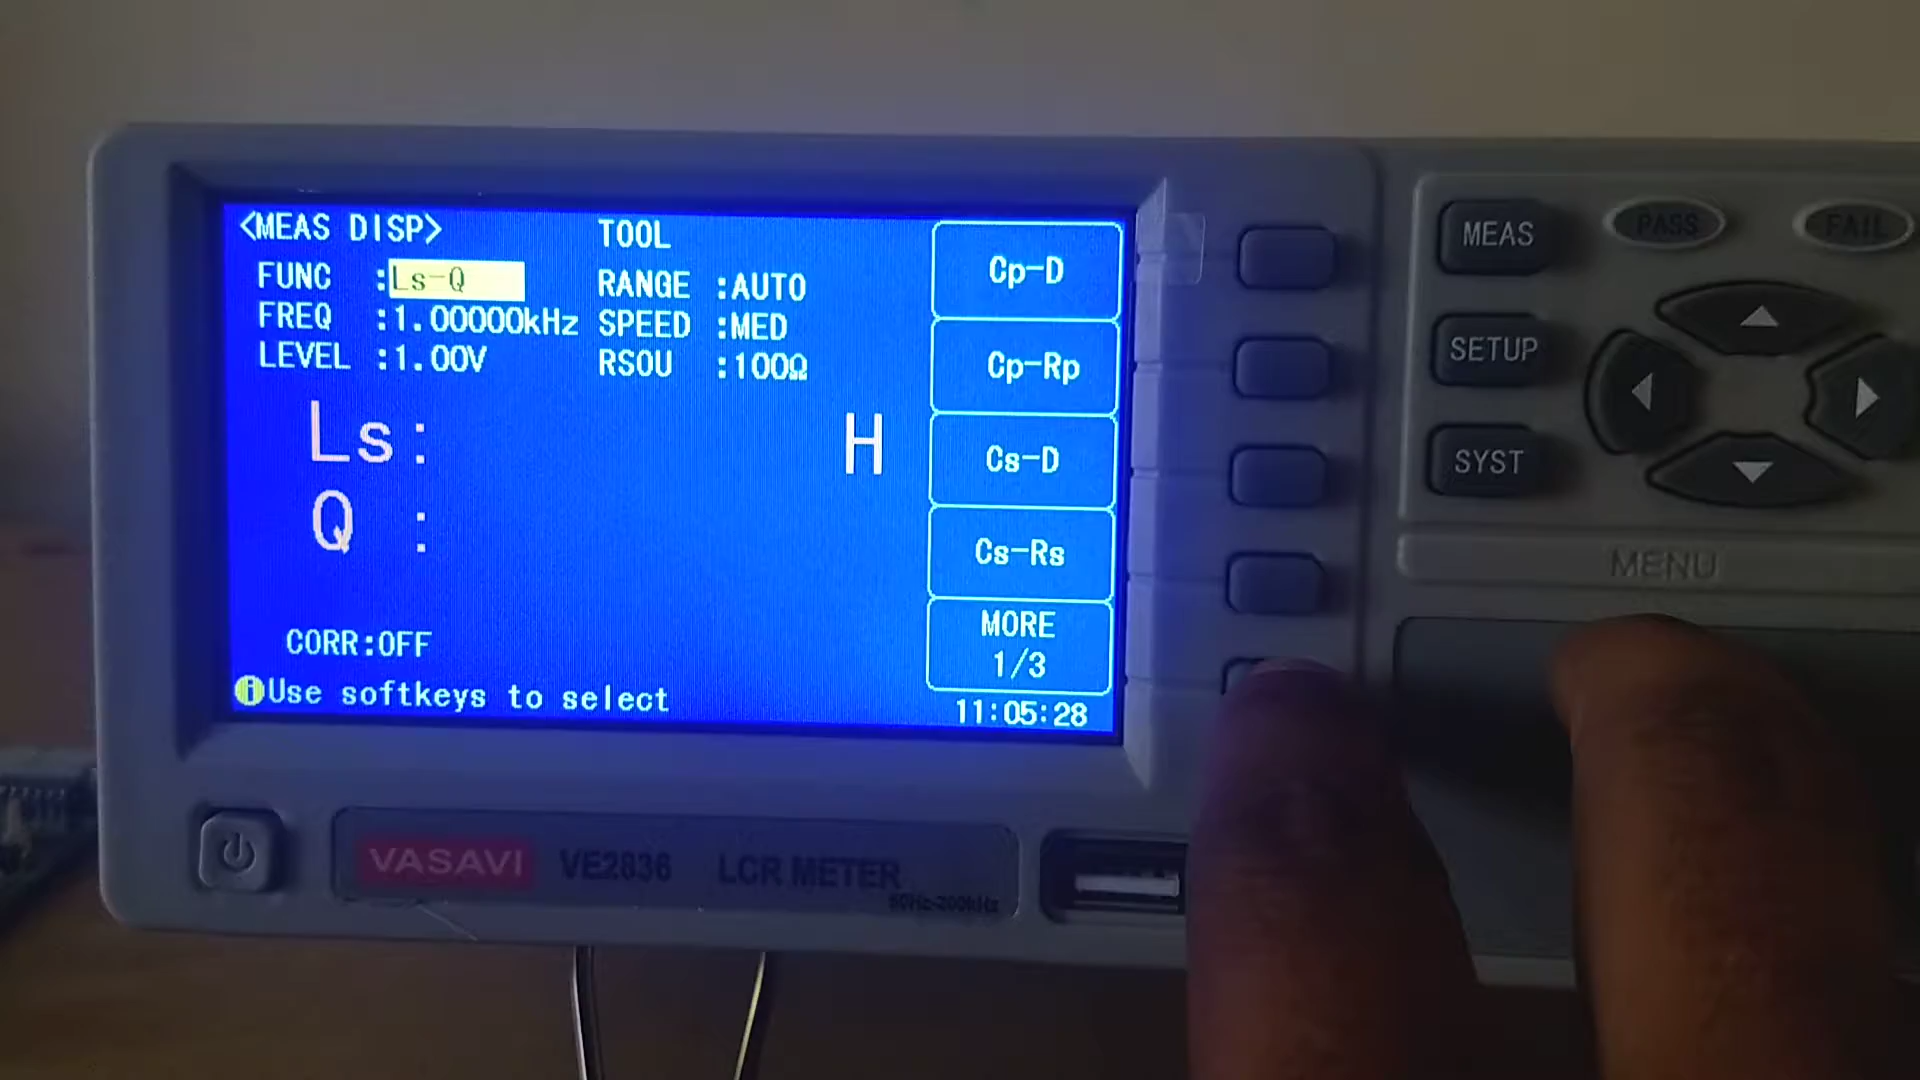 <MEAS DISP> TOOL
FUNC :Ls-Q RANGE :AUTO
FREQ :1.00000kHz SPEED :MED
LEVEL :1.00V RSOU :100Ω
Ls: H
Q :
CORR:OFF
Use softkeys to select
Cp-D
Cp-Rp
Cs-D
Cs-Rs
MORE
1/3
11:05:28
MEAS
PASS
FAIL
SETUP
SYST
MENU
VASAVI VE2836 LCR METER
50Hz-200kHz